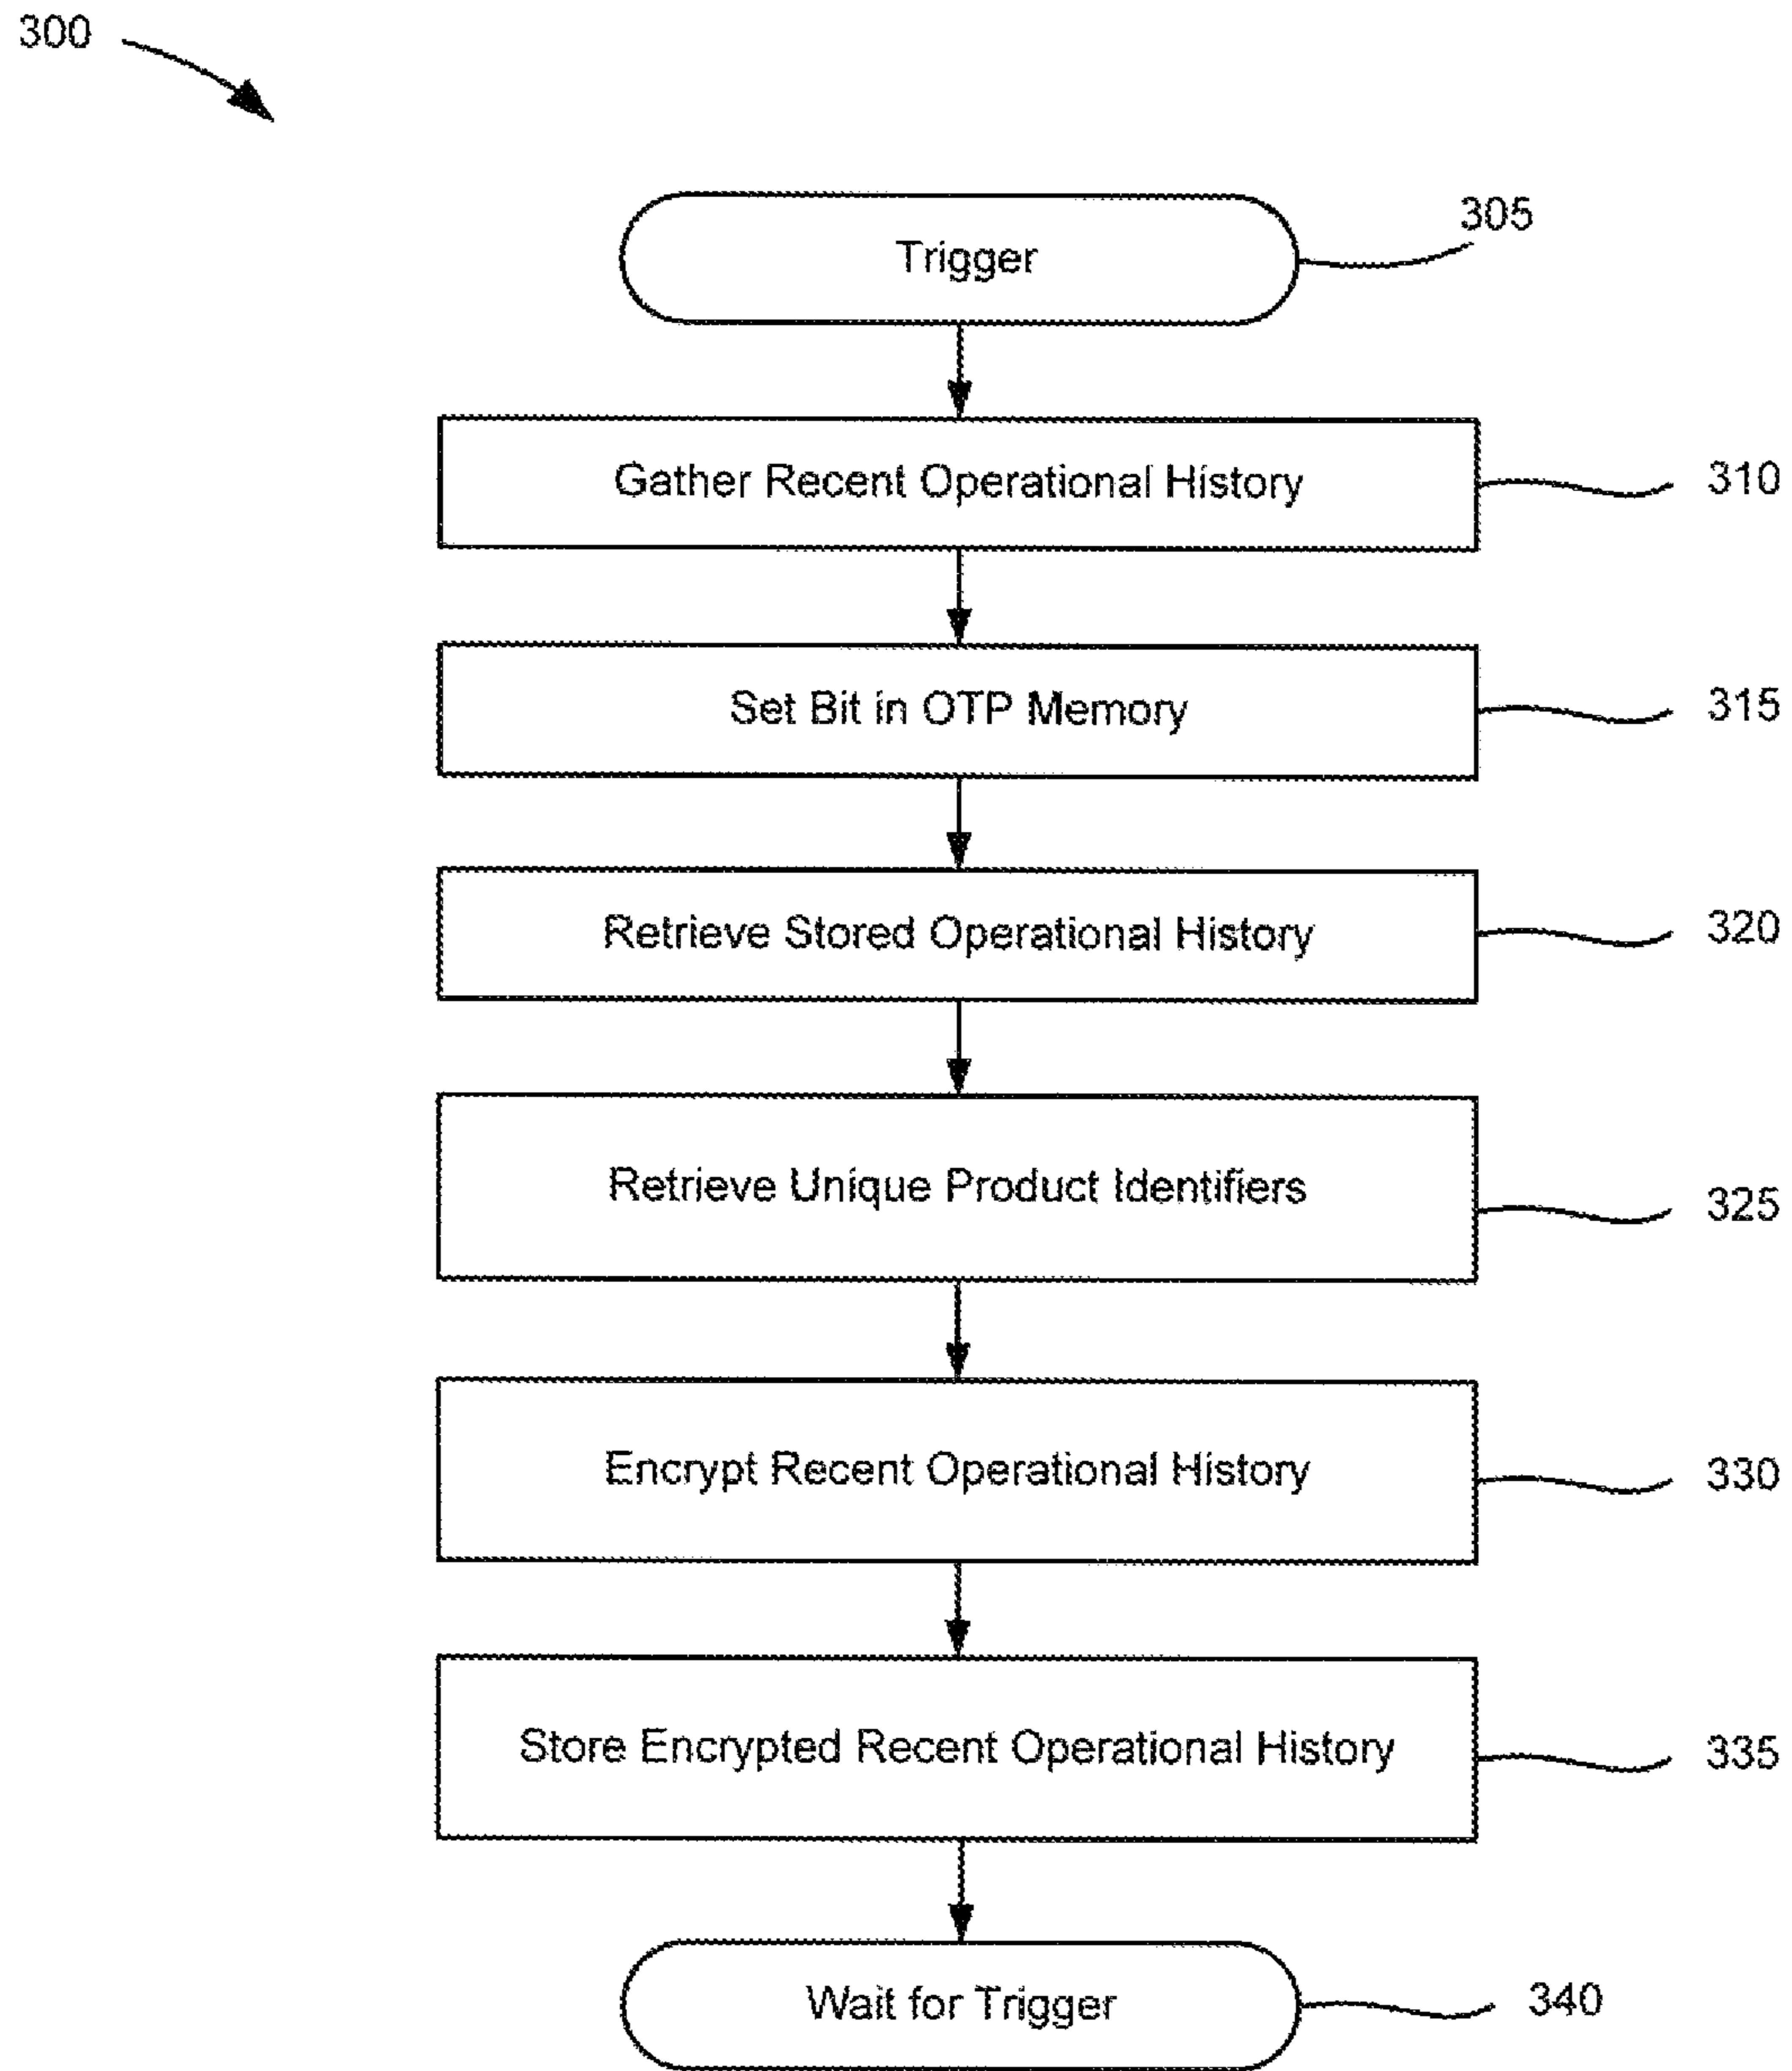 300
Trigger
305
Gather Recent Operational History
310
Set Bit in OTP Memory
315
Retrieve Stored Operational History
320
Retrieve Unique Product Identifiers
325
Encrypt Recent Operational History
330
Store Encrypted Recent Operational History
335
Wait for Trigger
340